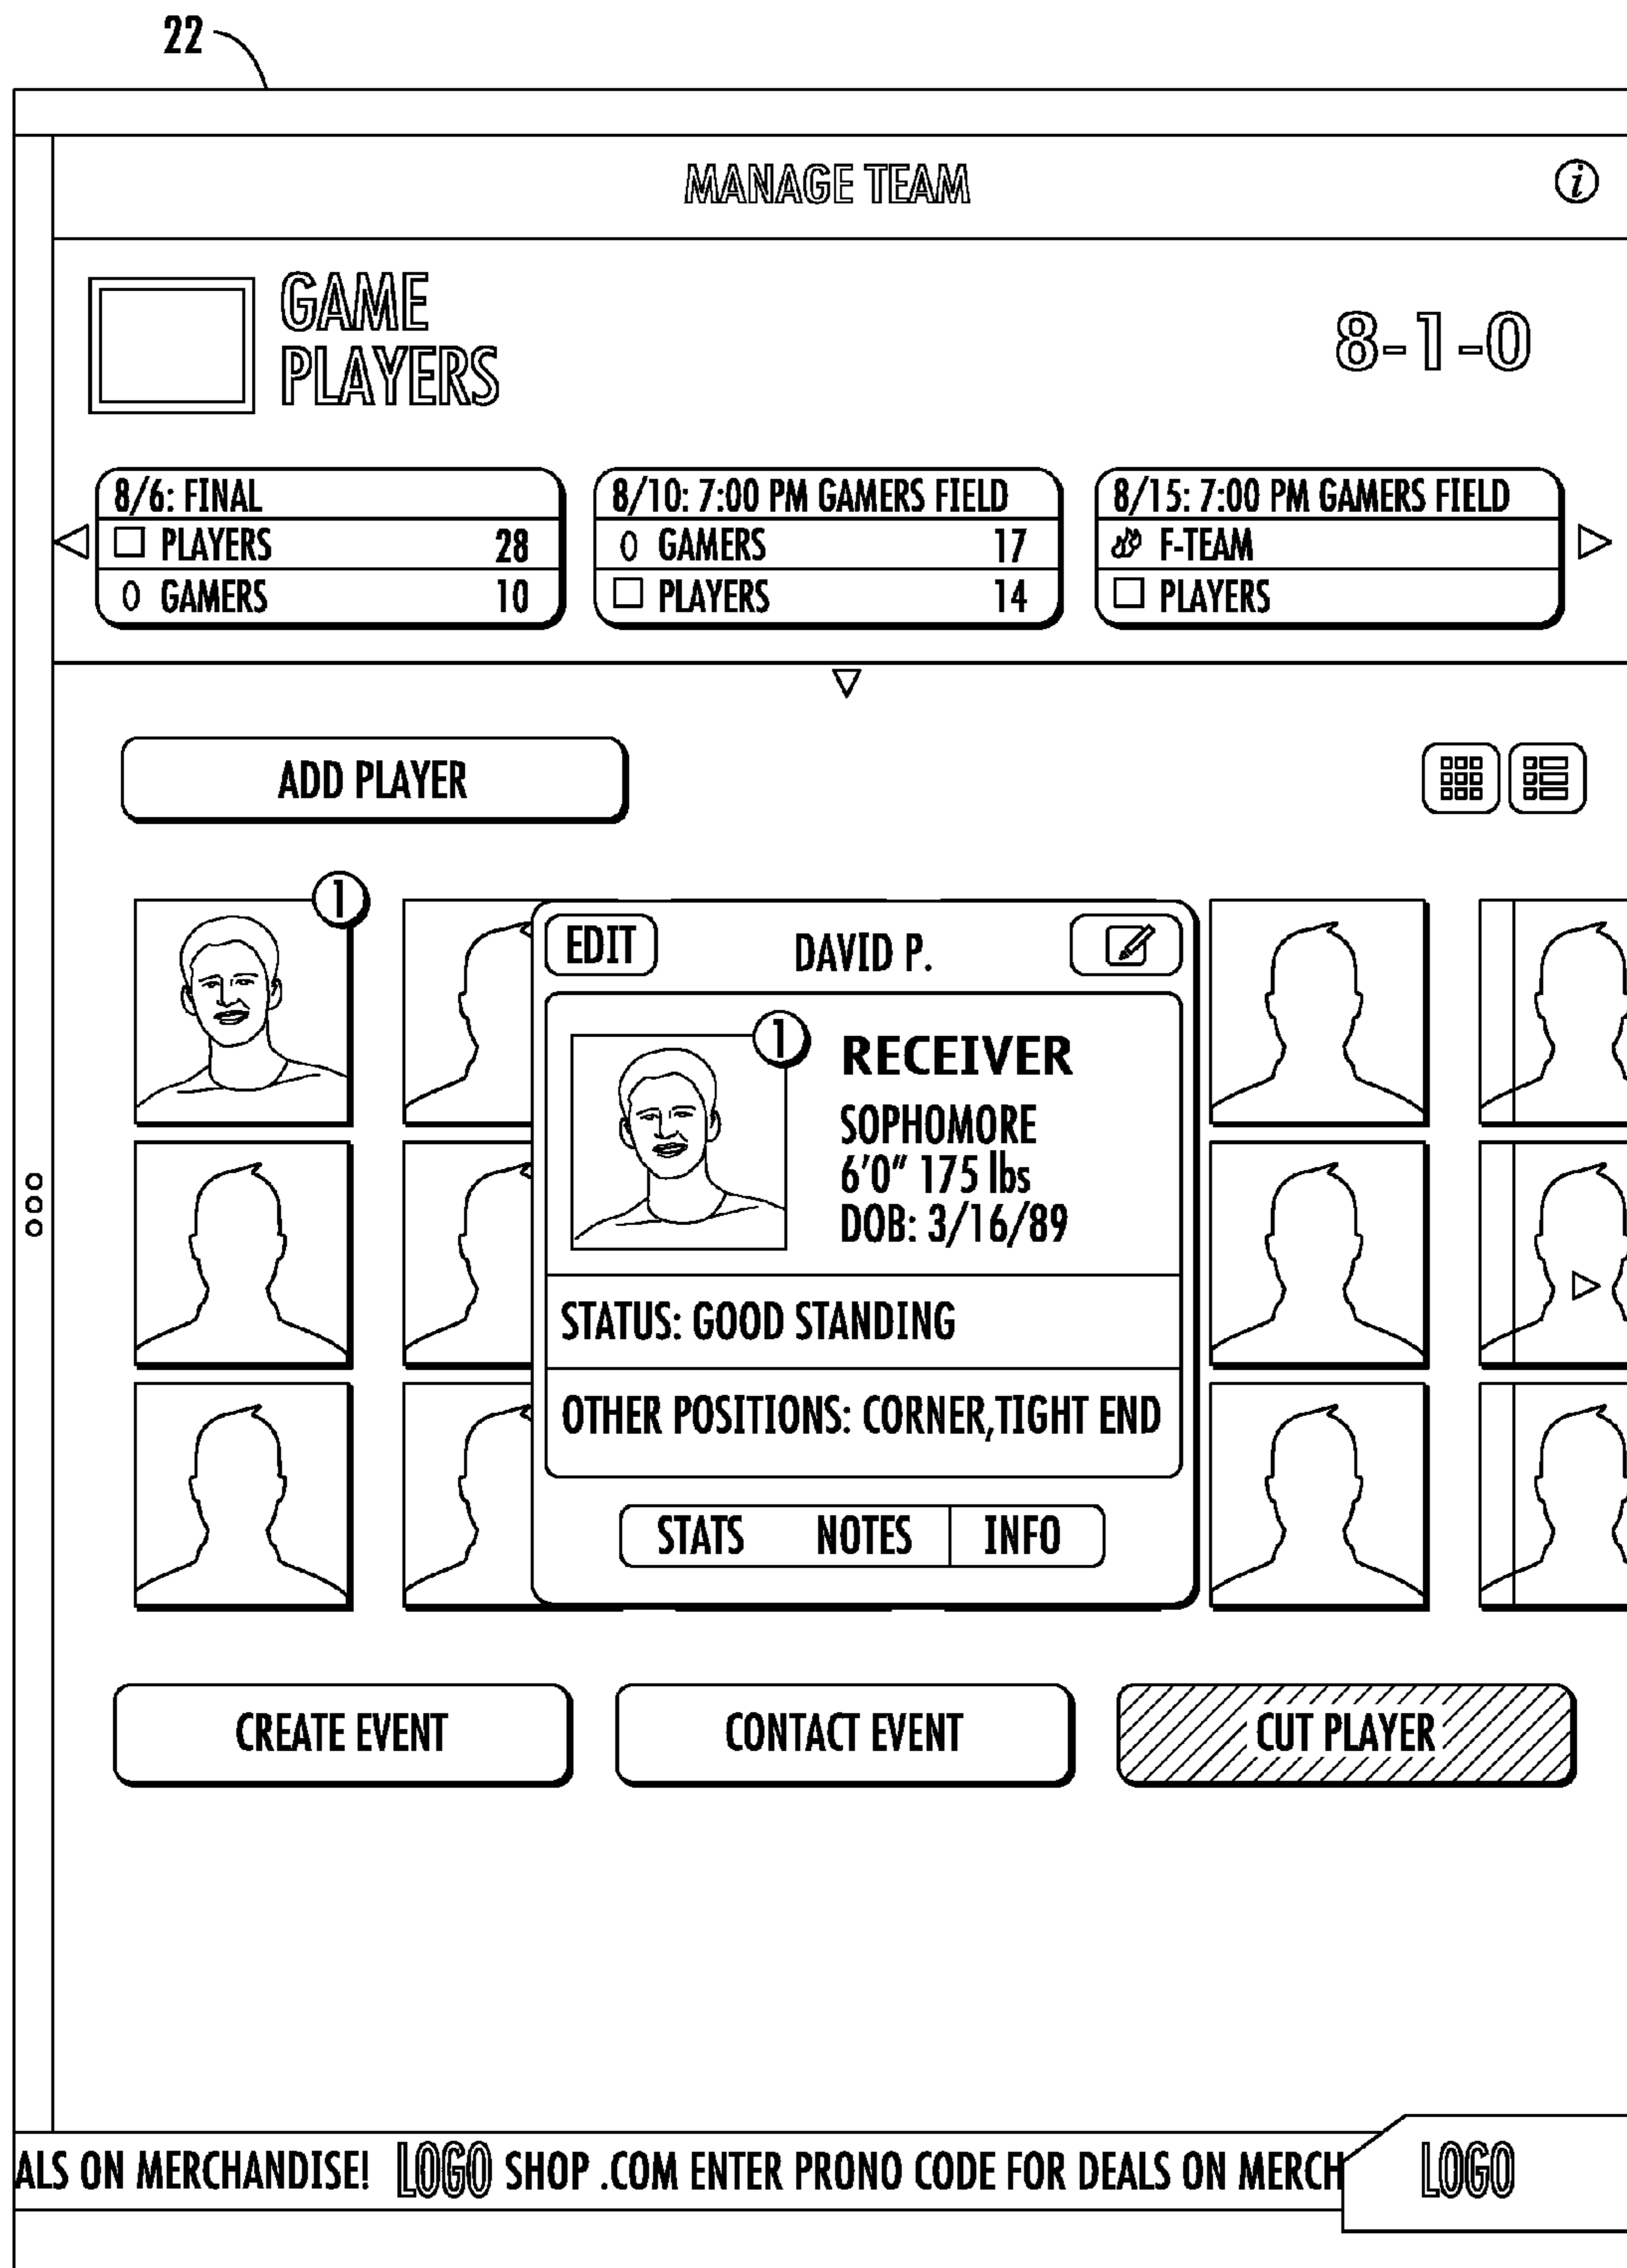 22
MANAGE TEAM
i
GAME
PLAYERS
8-1-0
8/6: FINAL
PLAYERS 28
GAMERS 10
8/10: 7:00 PM GAMERS FIELD
GAMERS 17
PLAYERS 14
8/15: 7:00 PM GAMERS FIELD
F-TEAM
PLAYERS
ADD PLAYER
1
EDIT
DAVID P.
1
RECEIVER
SOPHOMORE
6'0" 175 lbs
DOB: 3/16/89
STATUS: GOOD STANDING
OTHER POSITIONS: CORNER,TIGHT END
STATS NOTES INFO
CREATE EVENT
CONTACT EVENT
CUT PLAYER
ALS ON MERCHANDISE! LOGO SHOP .COM ENTER PRONO CODE FOR DEALS ON MERCH
LOGO